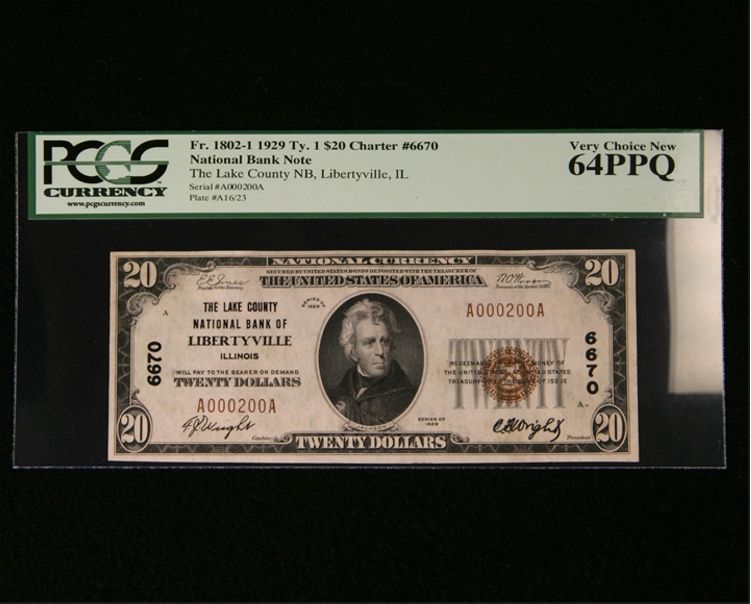 PCGS
CURRENCY
www.pcgscurrency.com
Fr. 1802-1 1929 Ty. 1 $20 Charter #6670
National Bank Note
The Lake County NB, Libertyville, IL
Serial #A000200A
Plate #A16/23
Very Choice New
64PPQ
NATIONAL CURRENCY
SECURED BY UNITED STATES BONDS DEPOSITED WITH THE TREASURER OF
THE UNITED STATES OF AMERICA
20
20
SERIES OF
1929
A
THE LAKE COUNTY
NATIONAL BANK OF
LIBERTYVILLE
ILLINOIS
WILL PAY TO THE BEARER ON DEMAND
TWENTY DOLLARS
6670
A000200A
A000200A
6670
REDEEMABLE IN LAWFUL MONEY OF
THE UNITED STATES AT UNITED STATES
TREASURY OR AT THE BANK OF ISSUE
TWENTY
A
JACKSON
SERIES OF
1929
Cashier
President
20
TWENTY DOLLARS
20